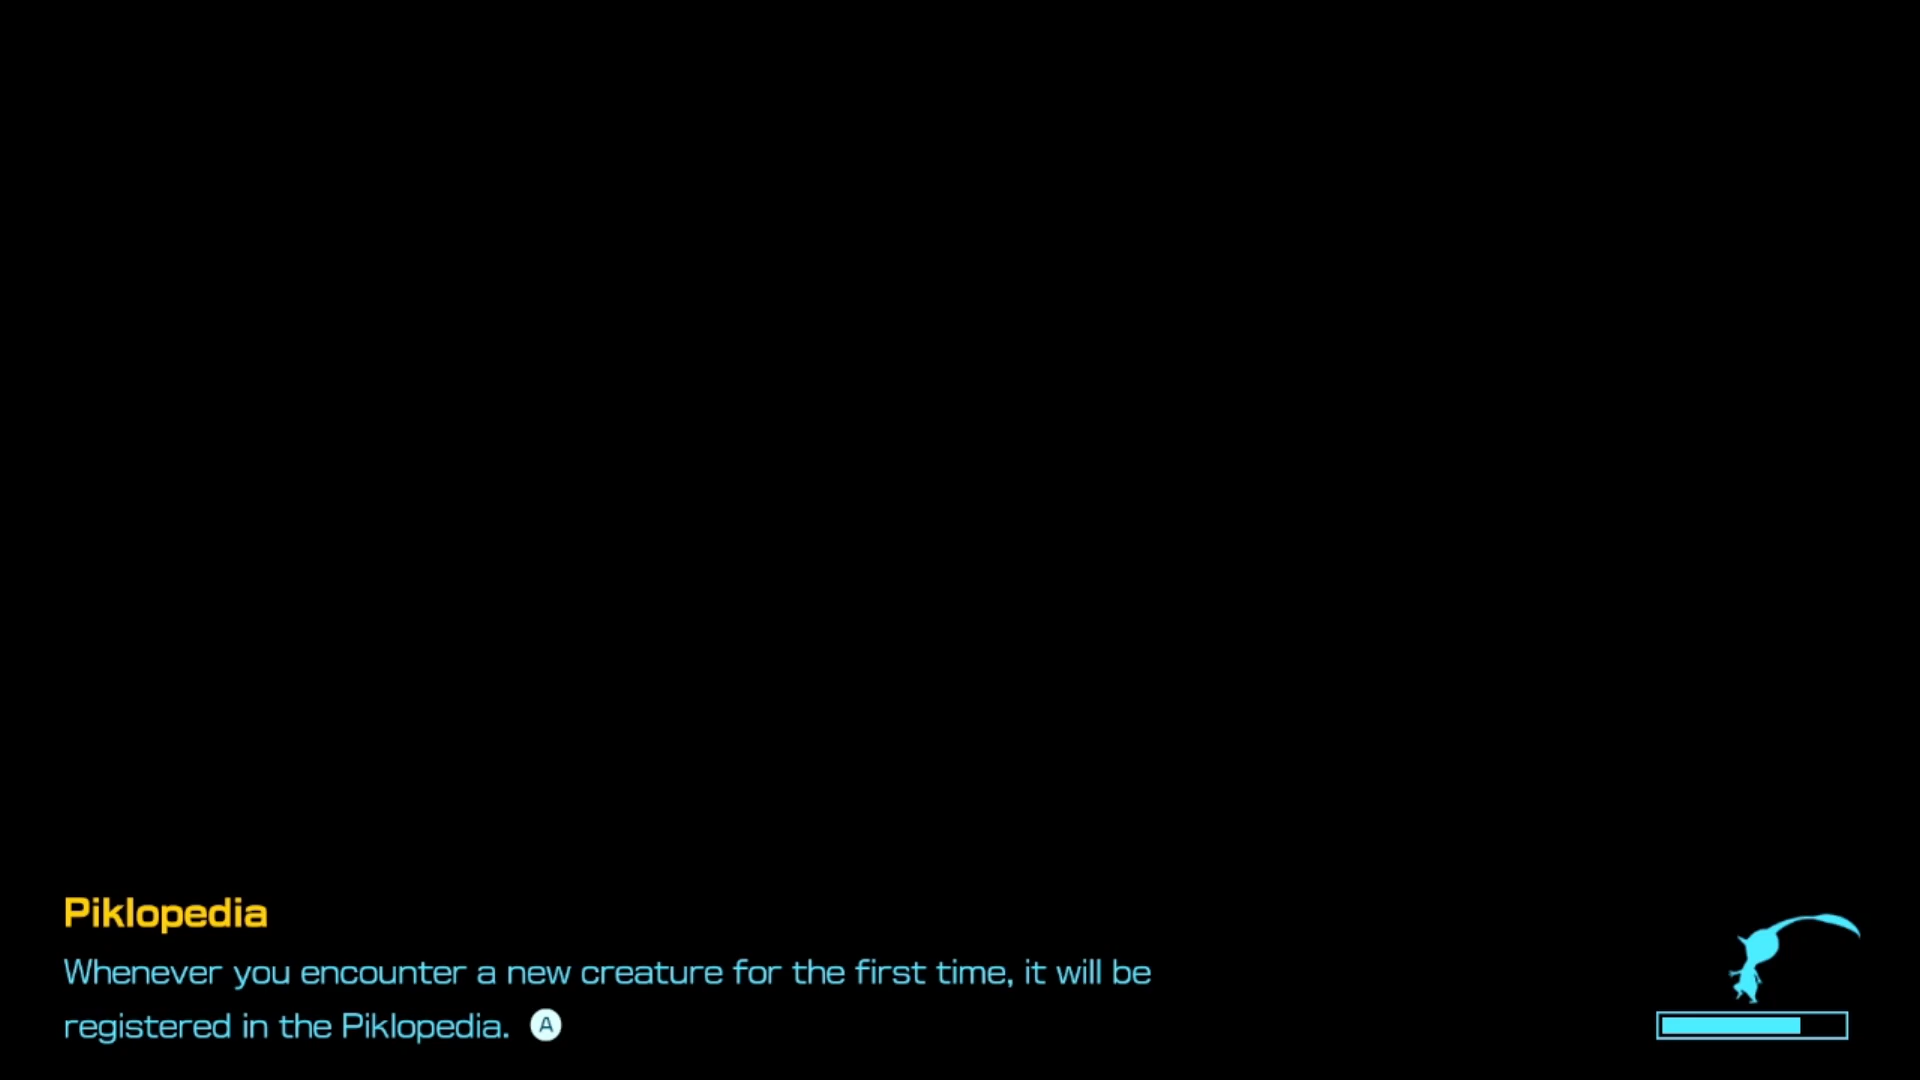 Piklopedia
Whenever you encounter a new creature for the first time, it will be
registered in the Piklopedia. A